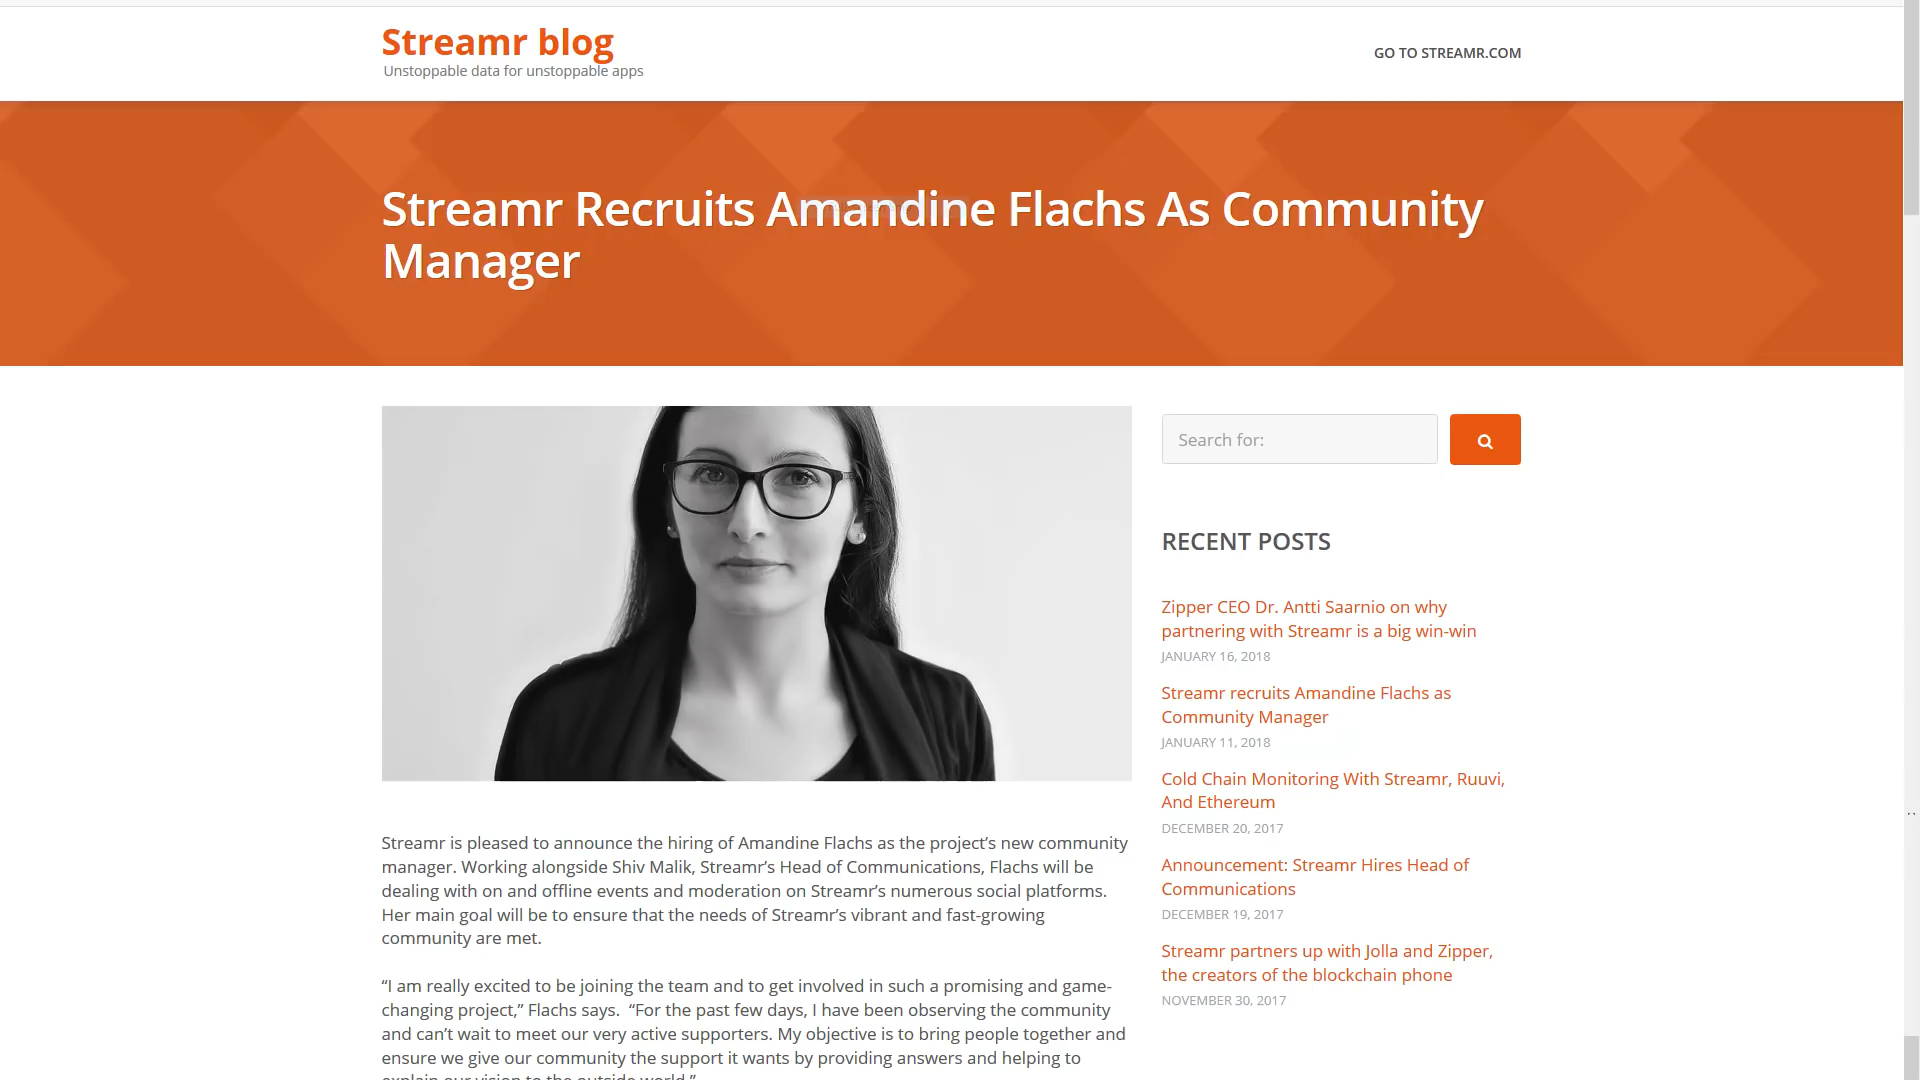 Streamr blog
Unstoppable data for unstoppable apps
GO TO STREAMR.COM
Streamr Recruits Amandine Flachs As Community
Manager
Search for:
RECENT POSTS
Zipper CEO Dr. Antti Saarnio on why
partnering with Streamr is a big win-win
JANUARY 16, 2018
Streamr recruits Amandine Flachs as
Community Manager
JANUARY 11, 2018
Cold Chain Monitoring With Streamr, Ruuvi,
And Ethereum
DECEMBER 20, 2017
Announcement: Streamr Hires Head of
Communications
DECEMBER 19, 2017
Streamr partners up with Jolla and Zipper,
the creators of the blockchain phone
NOVEMBER 30, 2017
Streamr is pleased to announce the hiring of Amandine Flachs as the project’s new community
manager. Working alongside Shiv Malik, Streamr’s Head of Communications, Flachs will be
dealing with on and offline events and moderation on Streamr’s numerous social platforms.
Her main goal will be to ensure that the needs of Streamr’s vibrant and fast-growing
community are met.
“I am really excited to be joining the team and to get involved in such a promising and game-
changing project,” Flachs says.  “For the past few days, I have been observing the community
and can’t wait to meet our very active supporters. My objective is to bring people together and
ensure we give our community the support it wants by providing answers and helping to
explain our vision to the outside world.”